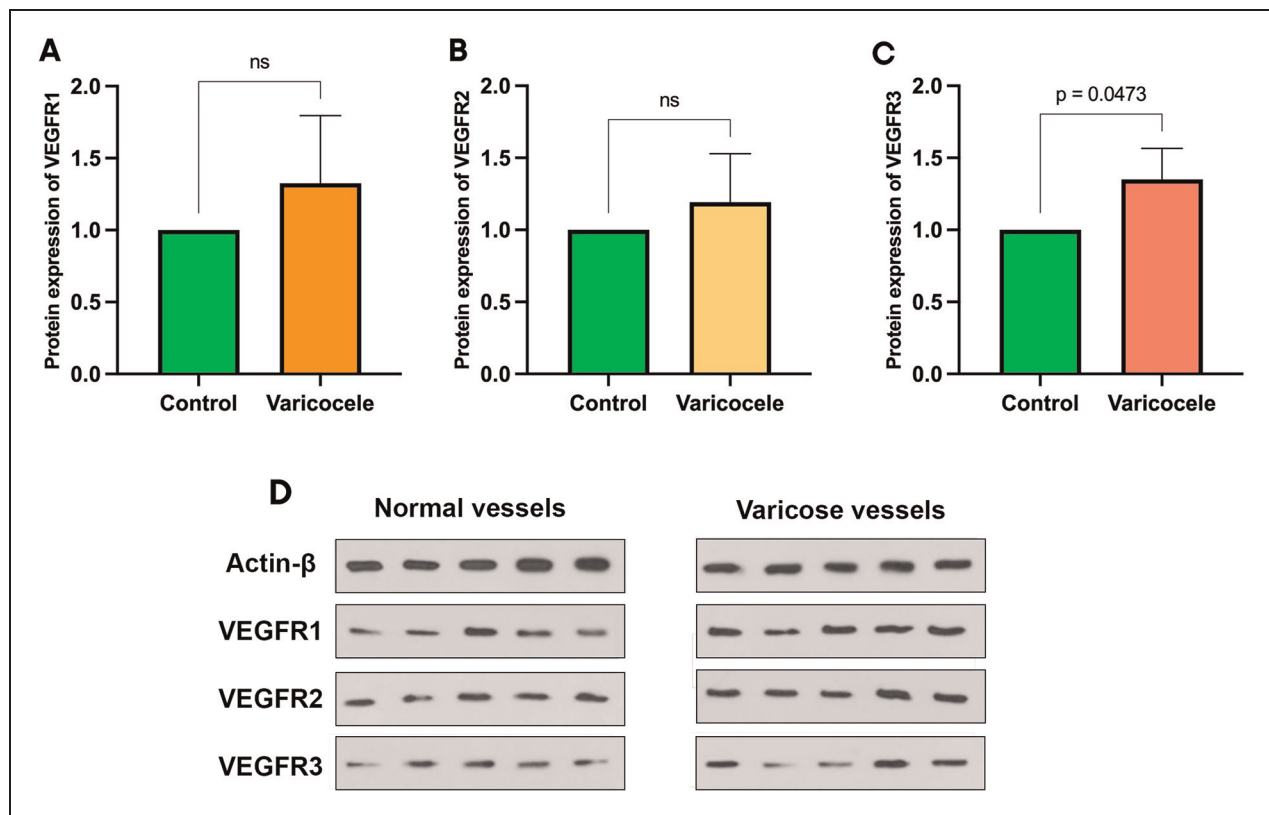 A
ns
Protein expression of VEGFR1
2.0
1.5
1.0
0.5
0.0
Control Varicocele
B
ns
Protein expression of VEGFR2
2.0
1.5
1.0
0.5
0.0
Control Varicocele
C
p = 0.0473
Protein expression of VEGFR3
2.0
1.5
1.0
0.5
0.0
Control Varicocele
D
Normal vessels
Varicose vessels
Actin-β
VEGFR1
VEGFR2
VEGFR3